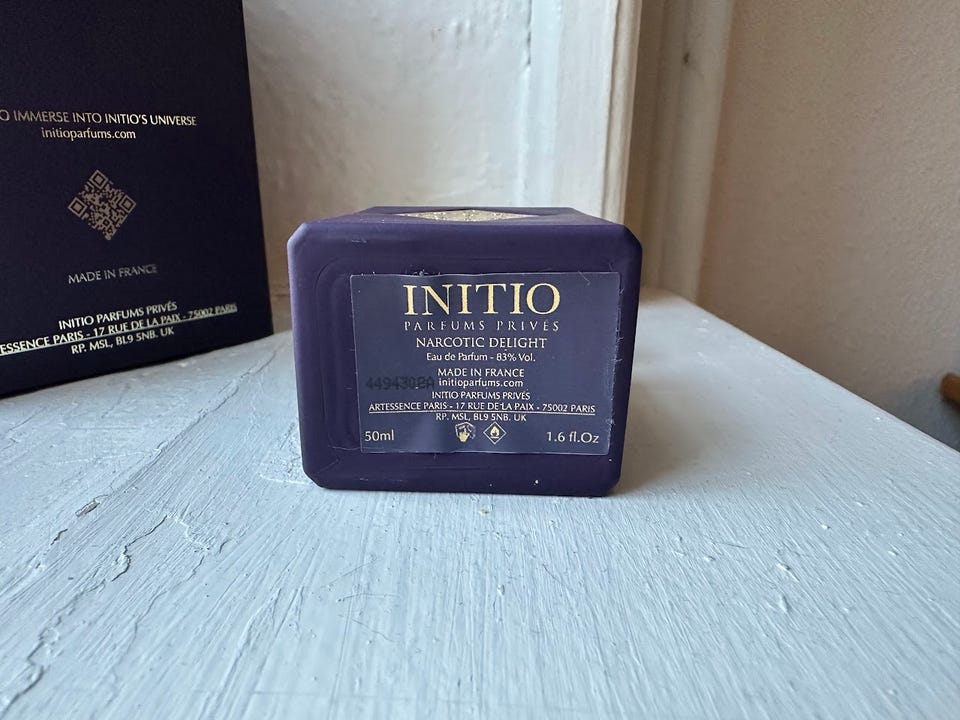 O IMMERSE INTO INITIO'S UNIVERSE
initioparfums.com
MADE IN FRANCE
INITIO PARFUMS PRIVÉS
ESSENCE PARIS - 17 RUE DE LA PAIX - 75002 PARIS
RP. MSL, BL9 5NB. UK
INITIO
PARFUMS PRIVÉS
NARCOTIC DELIGHT
Eau de Parfum - 83% Vol.
MADE IN FRANCE
initioparfums.com
INITIO PARFUMS PRIVÉS
ARTESSENCE PARIS - 17 RUE DE LA PAIX - 75002 PARIS
RP. MSL, BL9 5NB. UK
50ml 1.6 fl.Oz